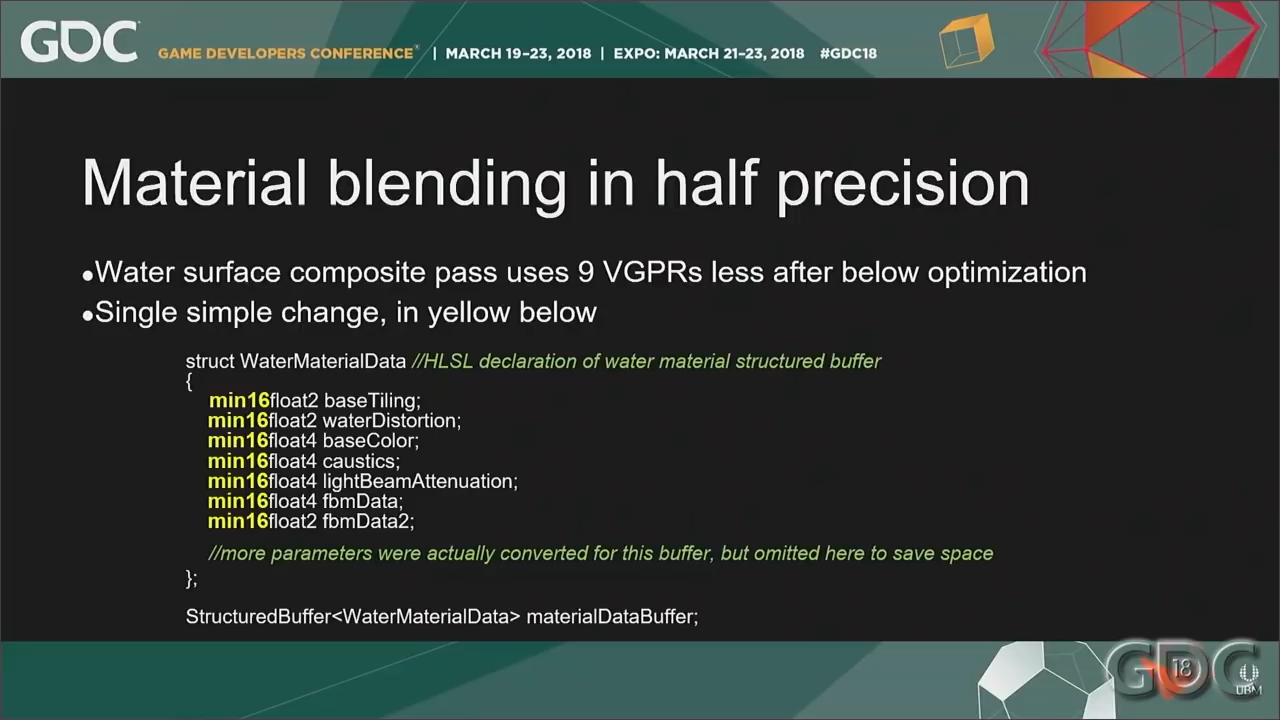 GDC GAME DEVELOPERS CONFERENCE® | MARCH 19–23, 2018 | EXPO: MARCH 21–23, 2018 #GDC18
Material blending in half precision
●Water surface composite pass uses 9 VGPRs less after below optimization
●Single simple change, in yellow below
struct WaterMaterialData //HLSL declaration of water material structured buffer
{
min16float2 baseTiling;
min16float2 waterDistortion;
min16float4 baseColor;
min16float4 caustics;
min16float4 lightBeamAttenuation;
min16float4 fbmData;
min16float2 fbmData2;
//more parameters were actually converted for this buffer, but omitted here to save space
};
StructuredBuffer<WaterMaterialData> materialDataBuffer;
GDC 18
UBM